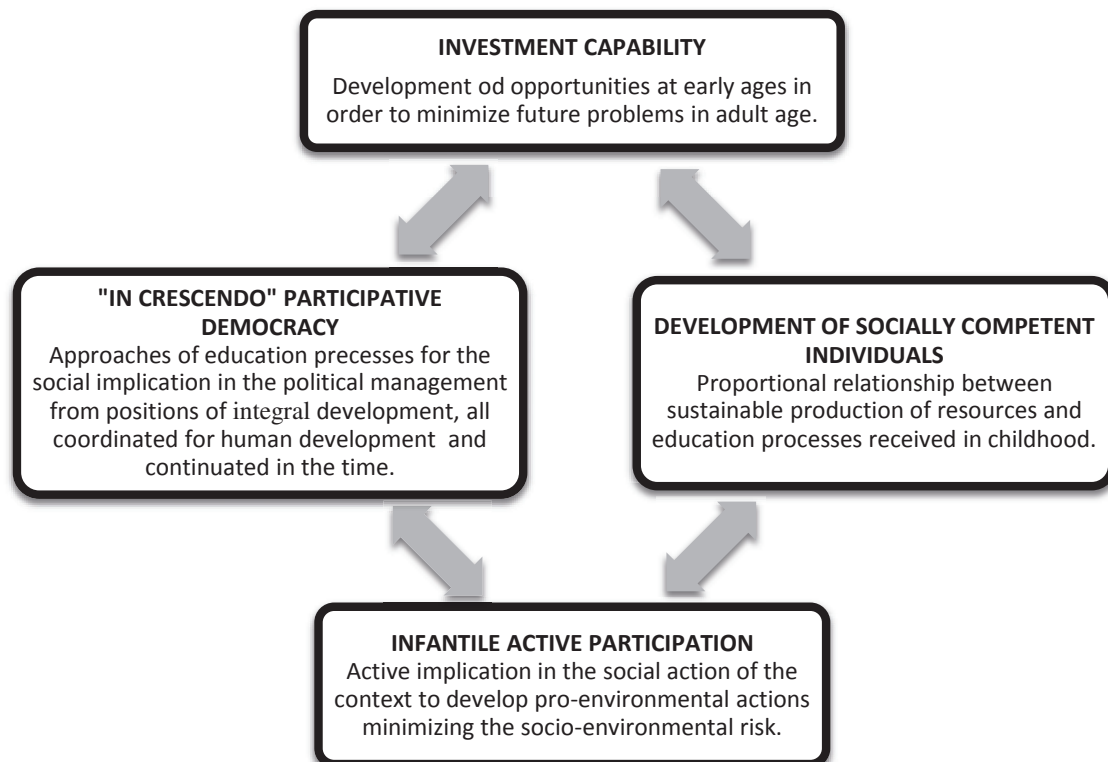 INVESTMENT CAPABILITY
Development od opportunities at early ages in
order to minimize future problems in adult age.
"IN CRESCENDO" PARTICIPATIVE
DEMOCRACY
Approaches of education precesses for the
social implication in the political management
from positions of integral development, all
coordinated for human development and
continuated in the time.
DEVELOPMENT OF SOCIALLY COMPETENT
INDIVIDUALS
Proportional relationship between
sustainable production of resources and
education processes received in childhood.
INFANTILE ACTIVE PARTICIPATION
Active implication in the social action of the
context to develop pro-environmental actions
minimizing the socio-environmental risk.